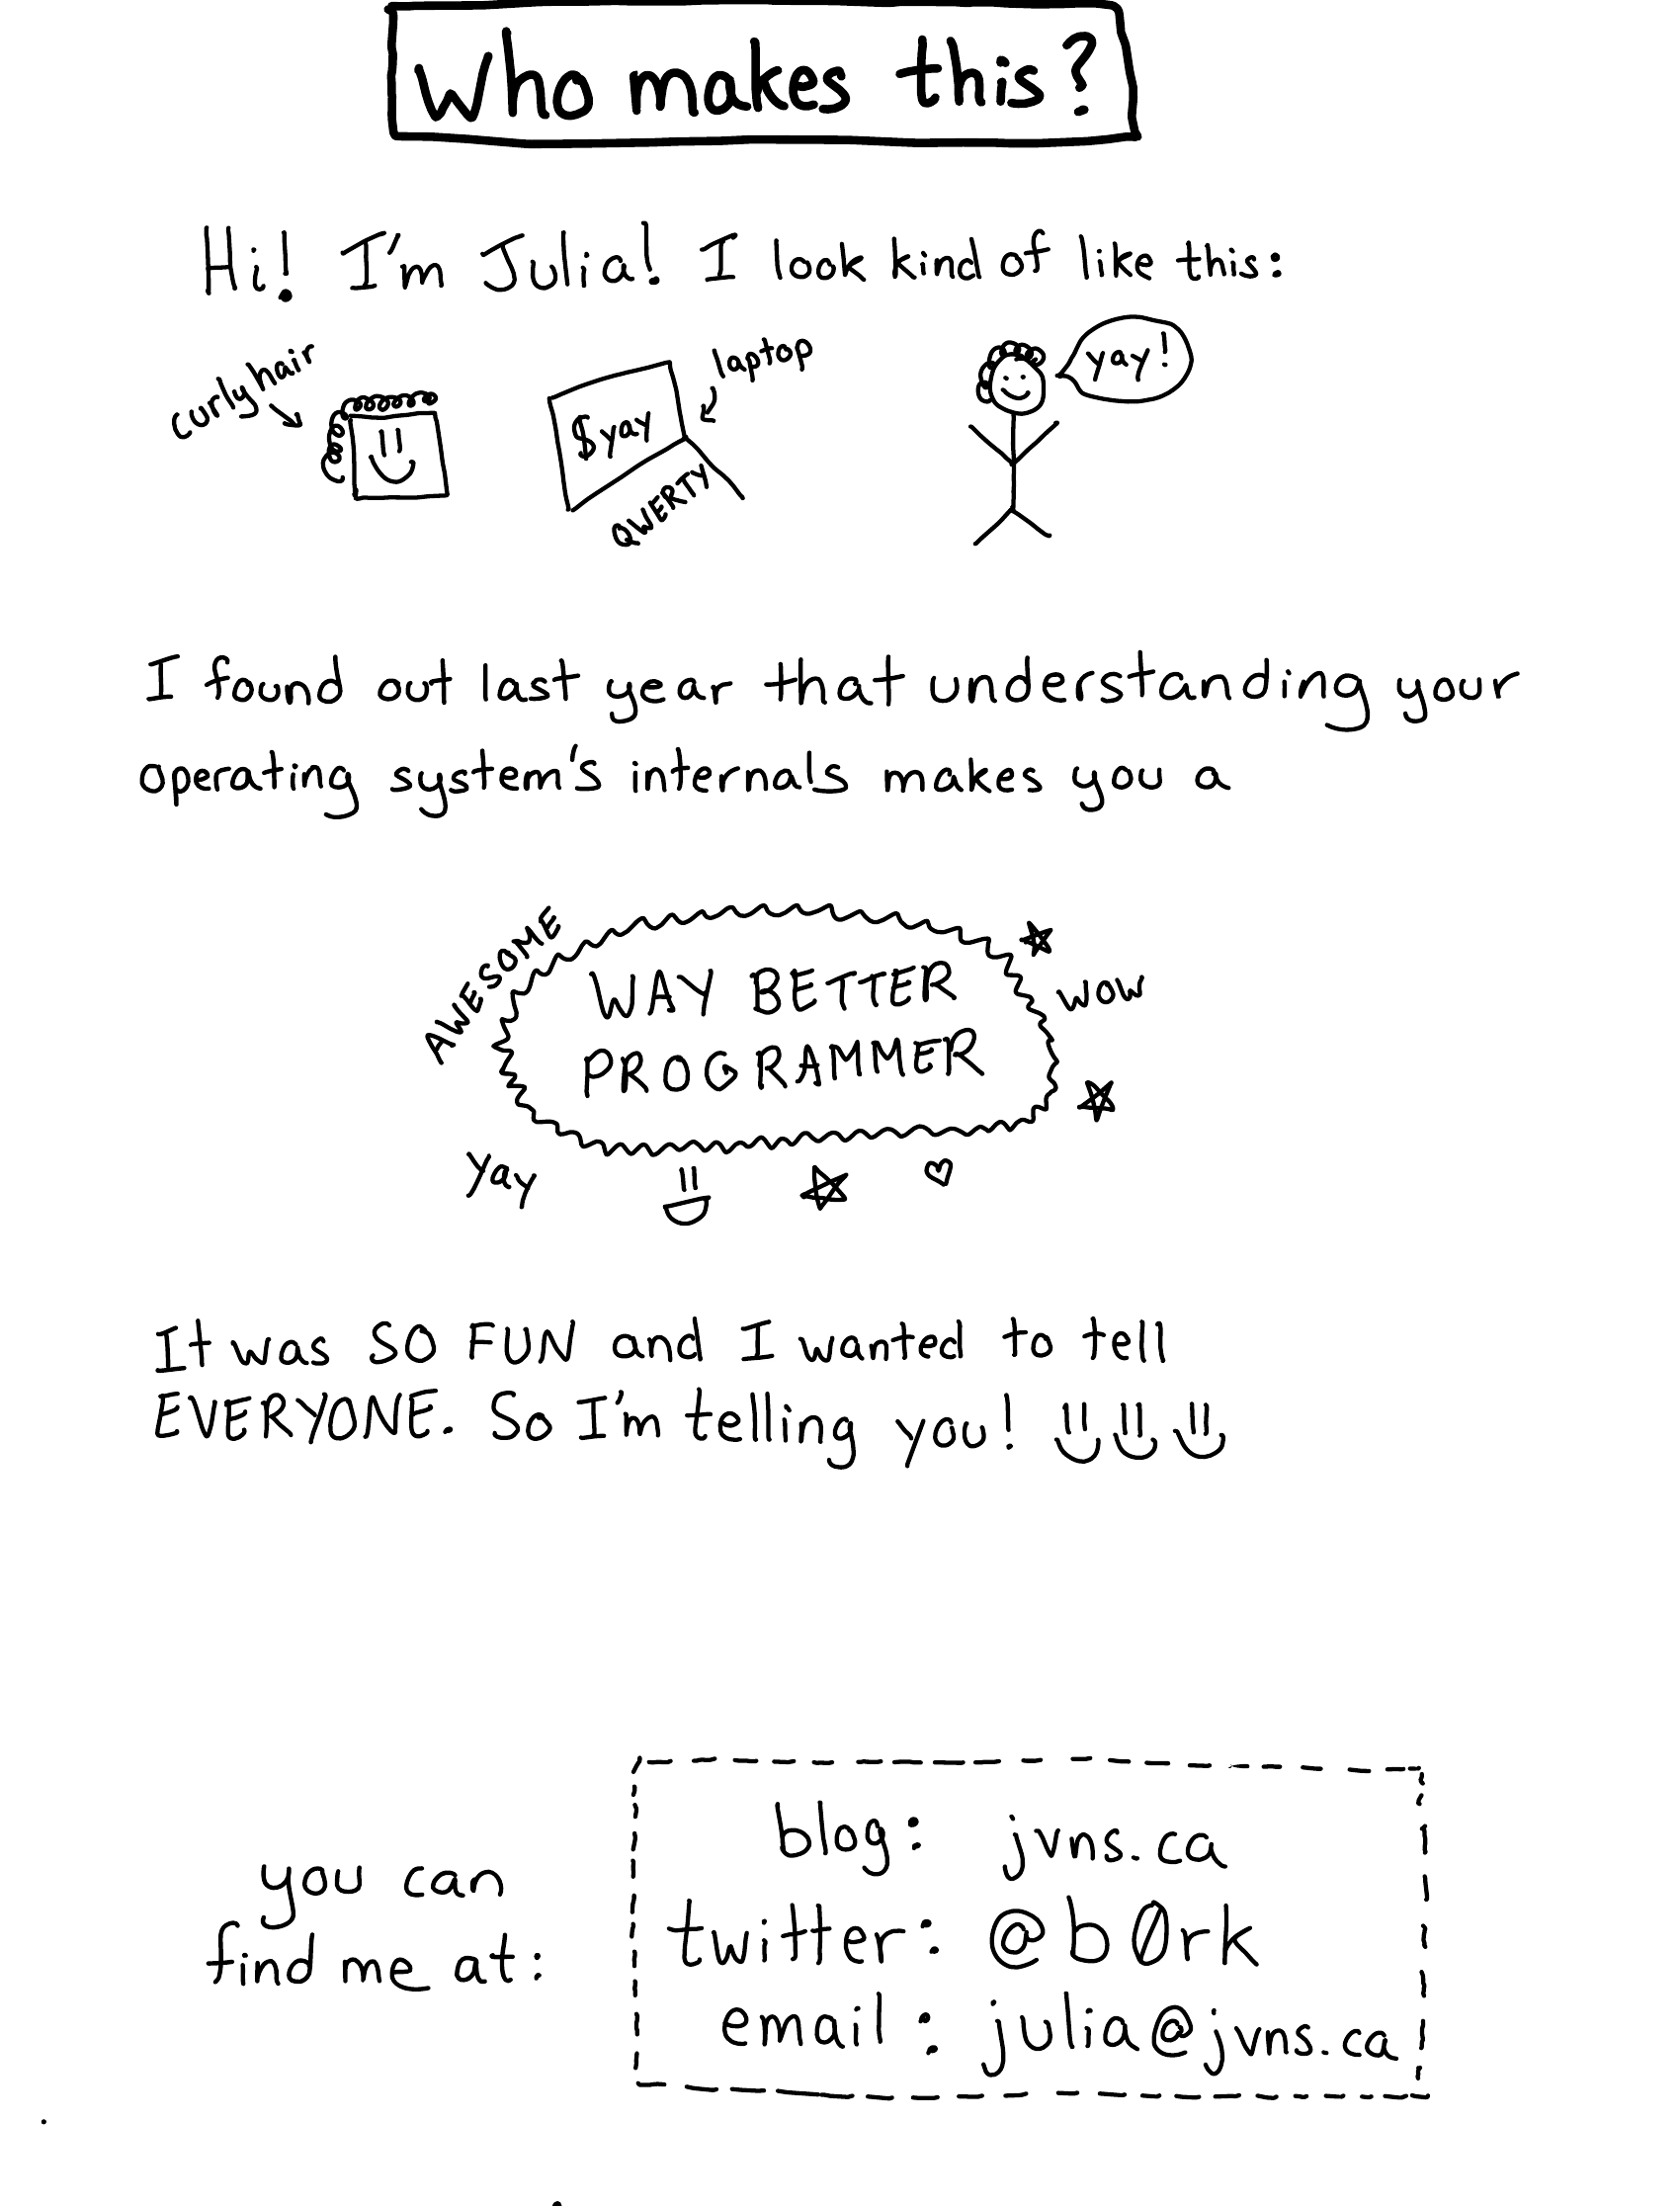 Who makes this?
Hi! I'm Julia! I look kind of like this:
curlyhair
$yay
laptop
QWERTY
yay!
I found out last year that understanding your
operating system's internals makes you a
AWESOME
WAY BETTER
PROGRAMMER
WOW
yay
It was SO FUN and I wanted to tell
EVERYONE. So I'm telling you!
you can
find me at:
blog: jvns.ca
twitter: @b0rk
email: julia@jvns.ca